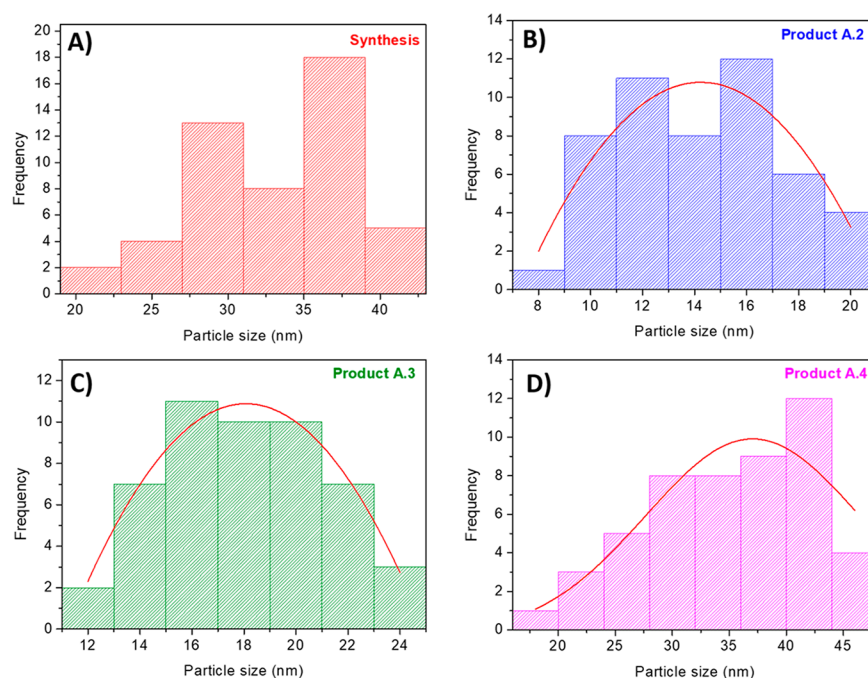 A)
Synthesis
Frequency
20
18
16
14
12
10
8
6
4
2
0
20 25 30 35 40
Particle size (nm)
B)
Product A.2
Frequency
14
12
10
8
6
4
2
0
8 10 12 14 16 18 20
Particle size (nm)
C)
Product A.3
Frequency
12
10
8
6
4
2
0
12 14 16 18 20 22 24
Particle size (nm)
D)
Product A.4
Frequency
14
12
10
8
6
4
2
0
20 25 30 35 40 45
Particle size (nm)